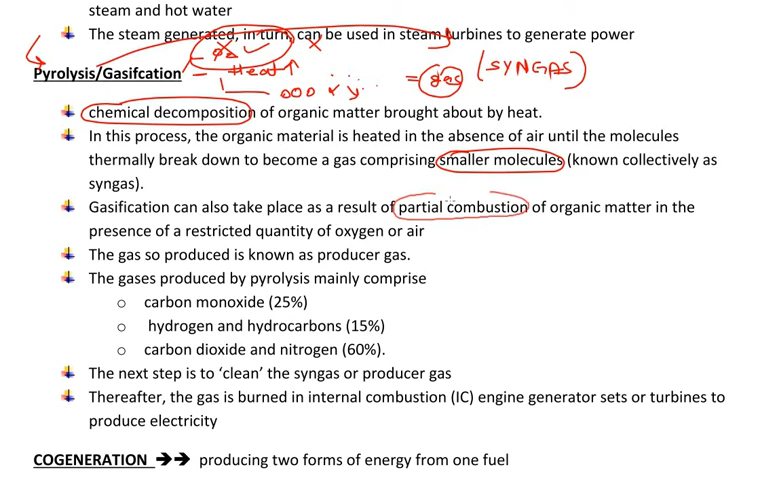 steam and hot water
The steam generated, in turn, can be used in steam turbines to generate power
Pyrolysis/Gasifcation
Heat
= gas (SYNGAS)
chemical decomposition of organic matter brought about by heat.
In this process, the organic material is heated in the absence of air until the molecules
thermally break down to become a gas comprising smaller molecules (known collectively as
syngas).
Gasification can also take place as a result of partial combustion of organic matter in the
presence of a restricted quantity of oxygen or air
The gas so produced is known as producer gas.
The gases produced by pyrolysis mainly comprise
o carbon monoxide (25%)
o hydrogen and hydrocarbons (15%)
o carbon dioxide and nitrogen (60%).
The next step is to ‘clean’ the syngas or producer gas
Thereafter, the gas is burned in internal combustion (IC) engine generator sets or turbines to
produce electricity
COGENERATION ➔➔ producing two forms of energy from one fuel